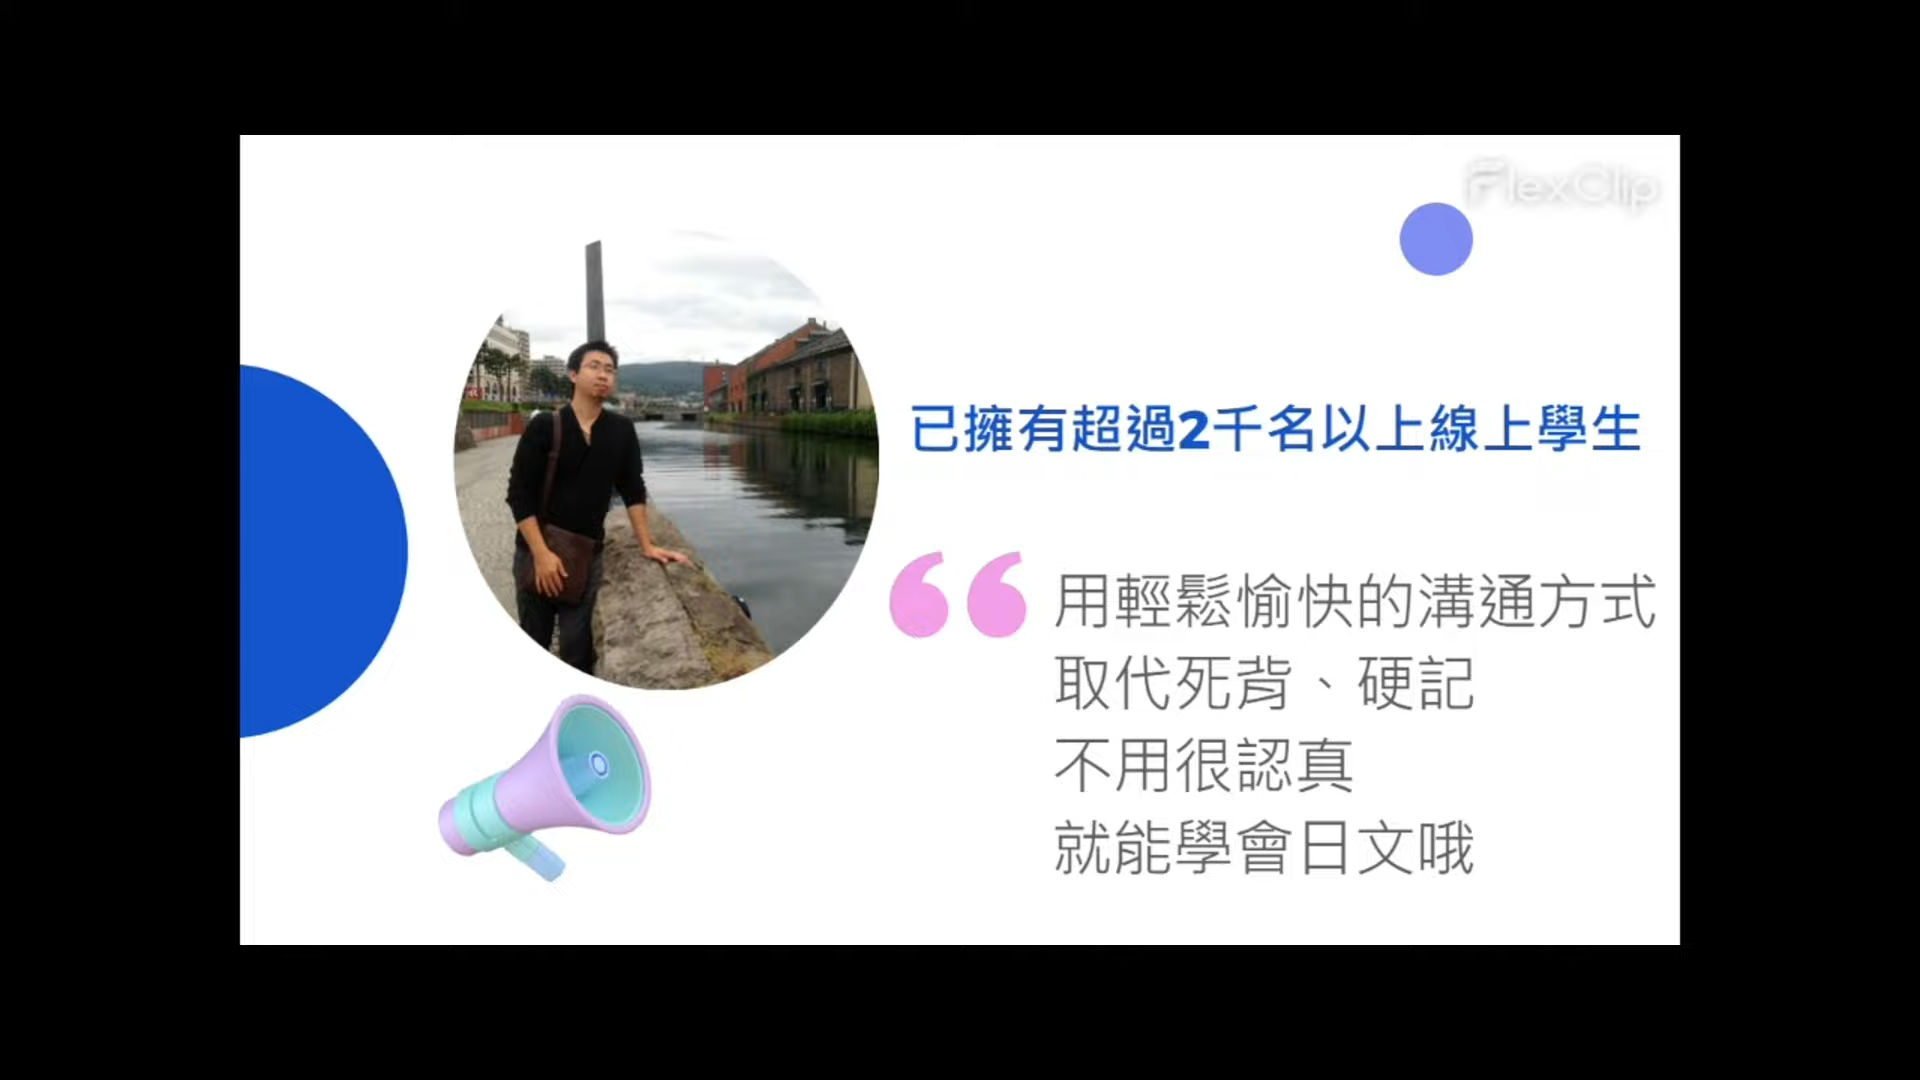 FlexClip
已擁有超過2千名以上線上學生
用輕鬆愉快的溝通方式
取代死背、硬記
不用很認真
就能學會日文哦